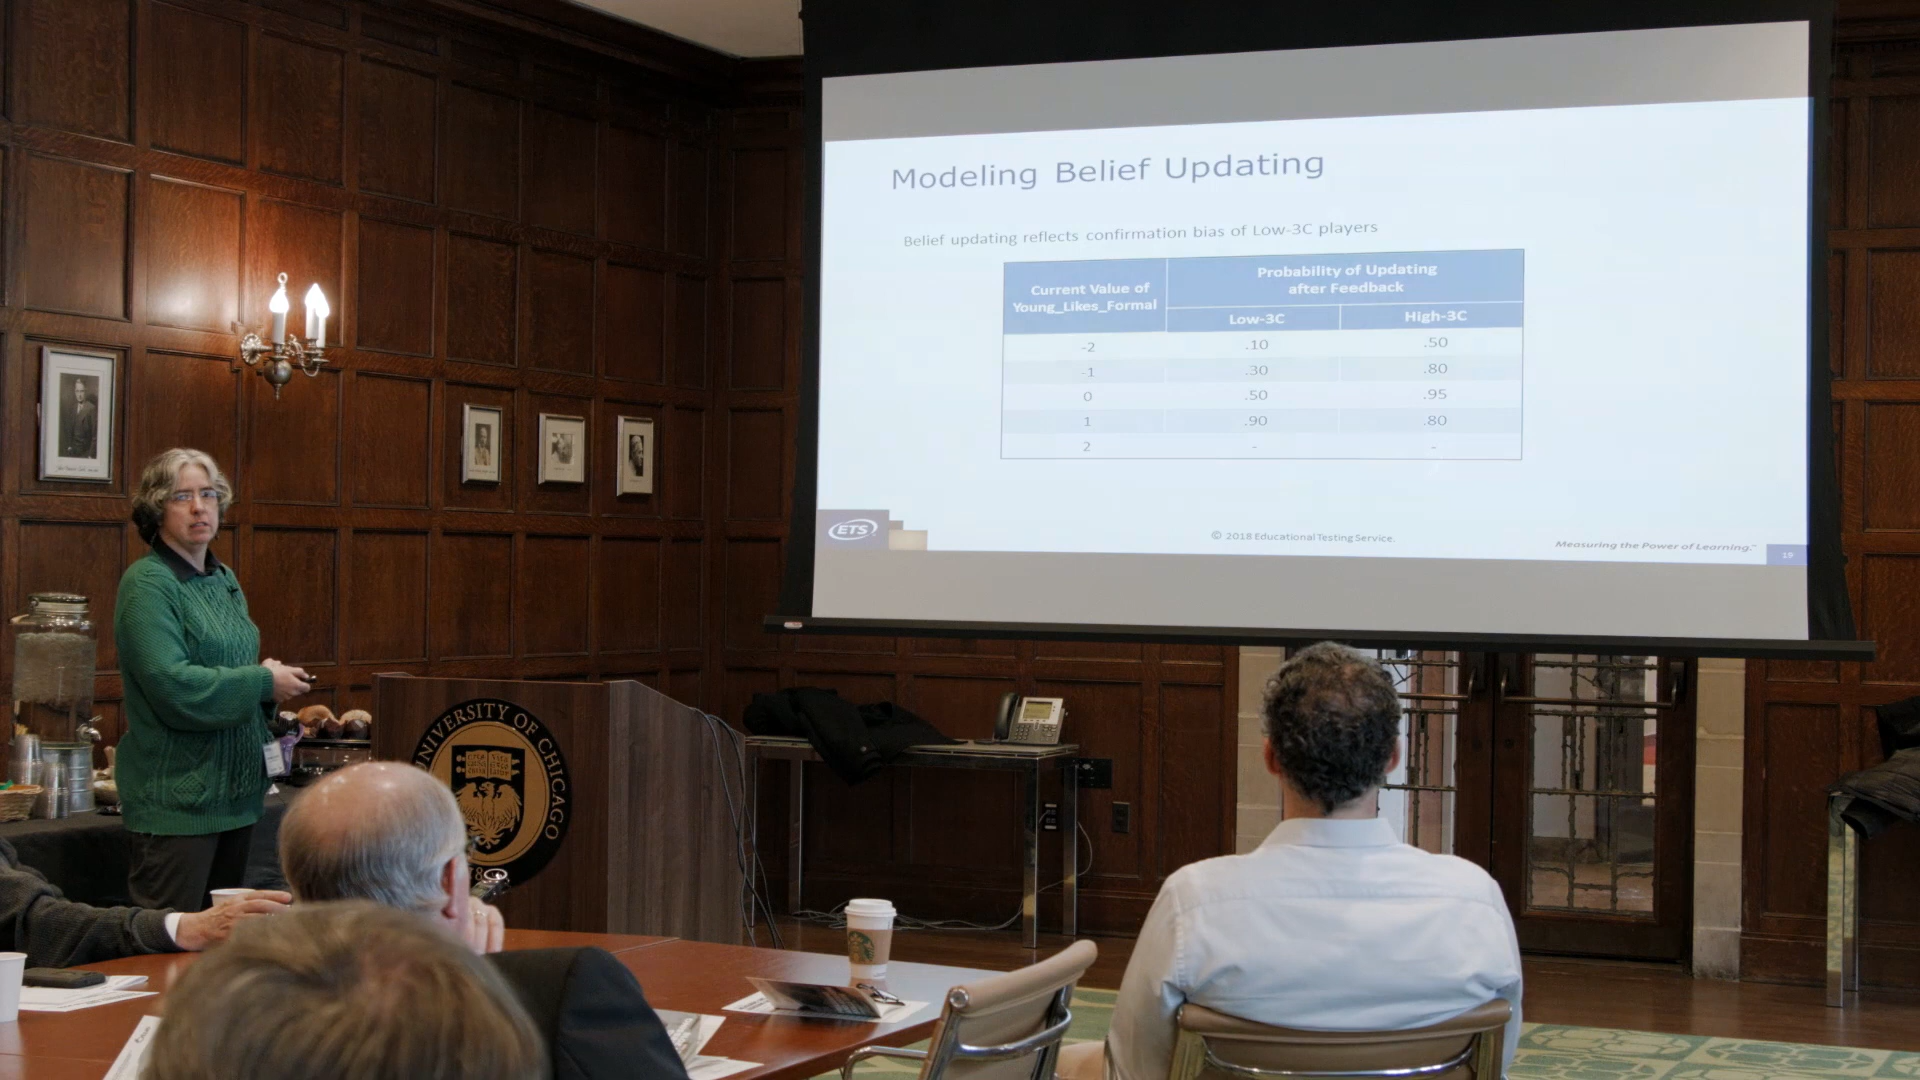 Modeling Belief Updating
Belief updating reflects confirmation bias of Low-3C players
Current Value of
Young_Likes_Formal
Probability of Updating
after Feedback
Low-3C
High-3C
-2 .10 .50
-1 .30 .80
0 .50 .95
1 .90 .80
2 - -
ETS
© 2018 Educational Testing Service.
Measuring the Power of Learning.™
19
UNIVERSITY OF CHICAGO